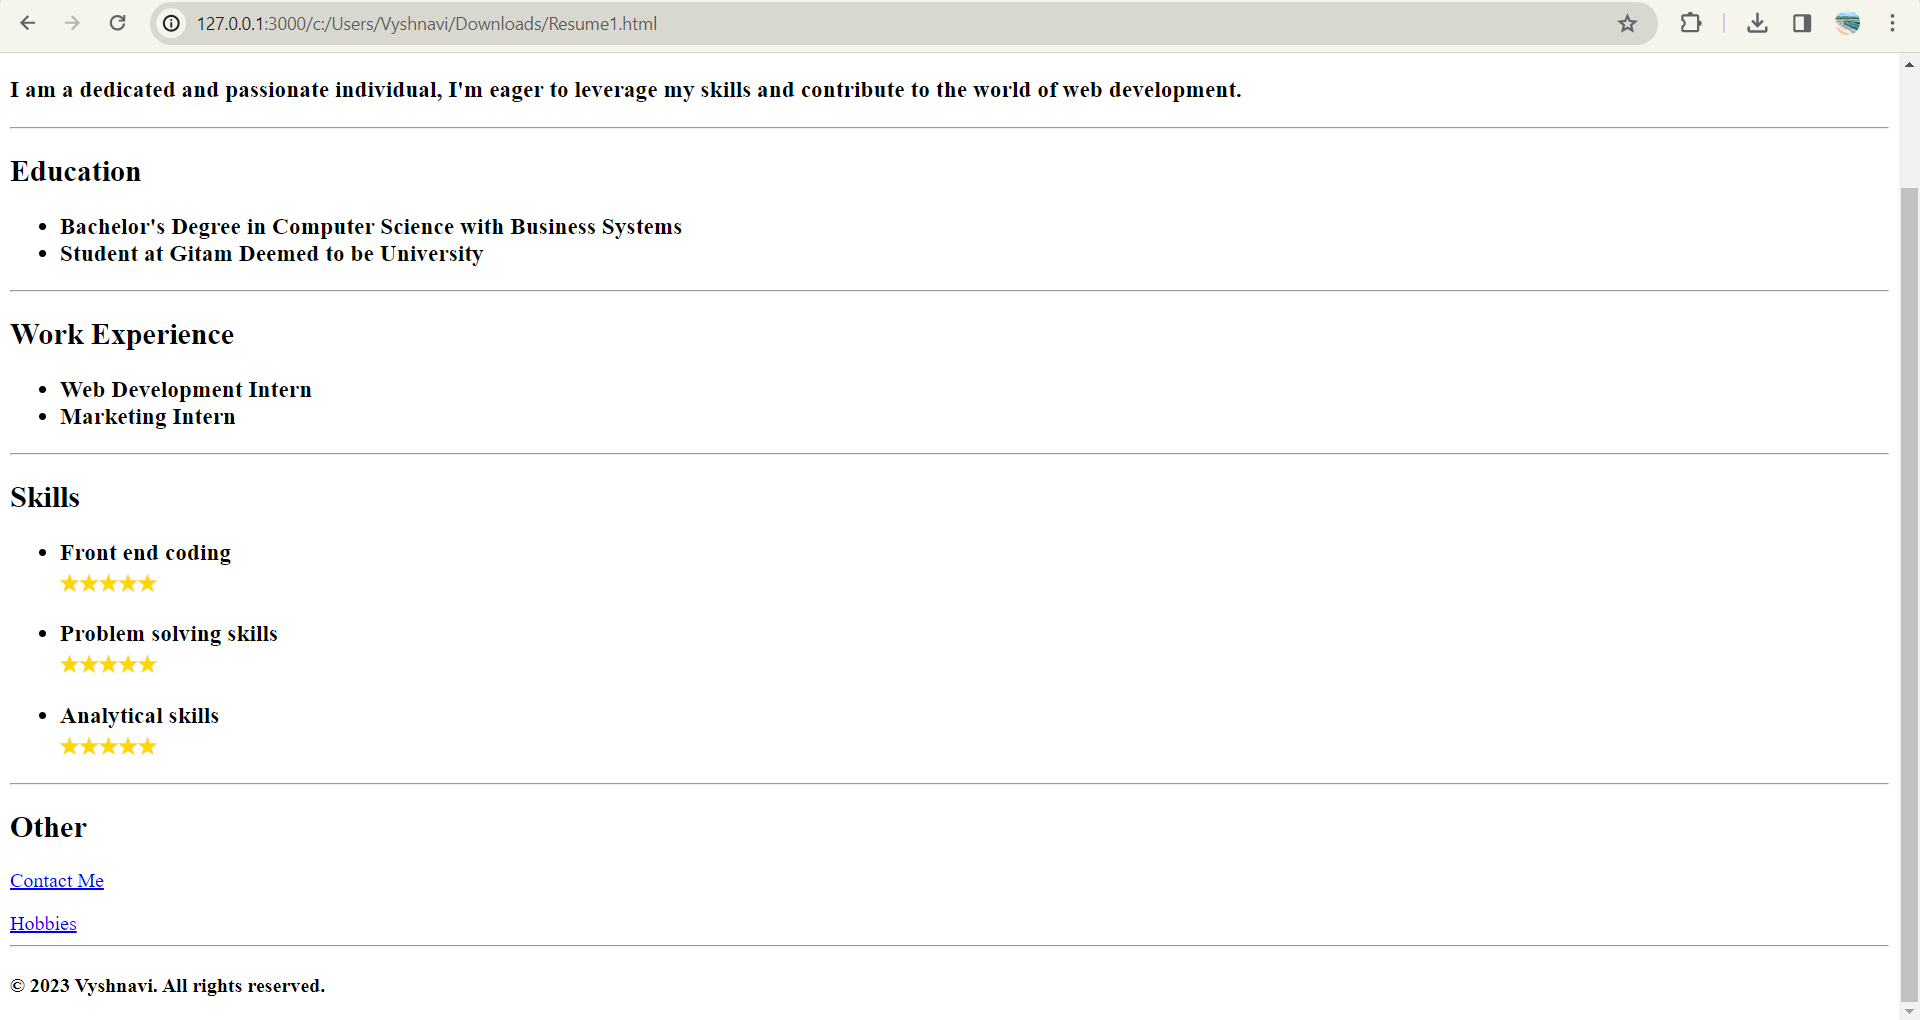 127.0.0.1:3000/c:/Users/Vyshnavi/Downloads/Resume1.html
I am a dedicated and passionate individual, I'm eager to leverage my skills and contribute to the world of web development.
Education
• Bachelor's Degree in Computer Science with Business Systems
• Student at Gitam Deemed to be University
Work Experience
• Web Development Intern
• Marketing Intern
Skills
• Front end coding
★★★★★
• Problem solving skills
★★★★★
• Analytical skills
★★★★★
Other
Contact Me
Hobbies
© 2023 Vyshnavi. All rights reserved.